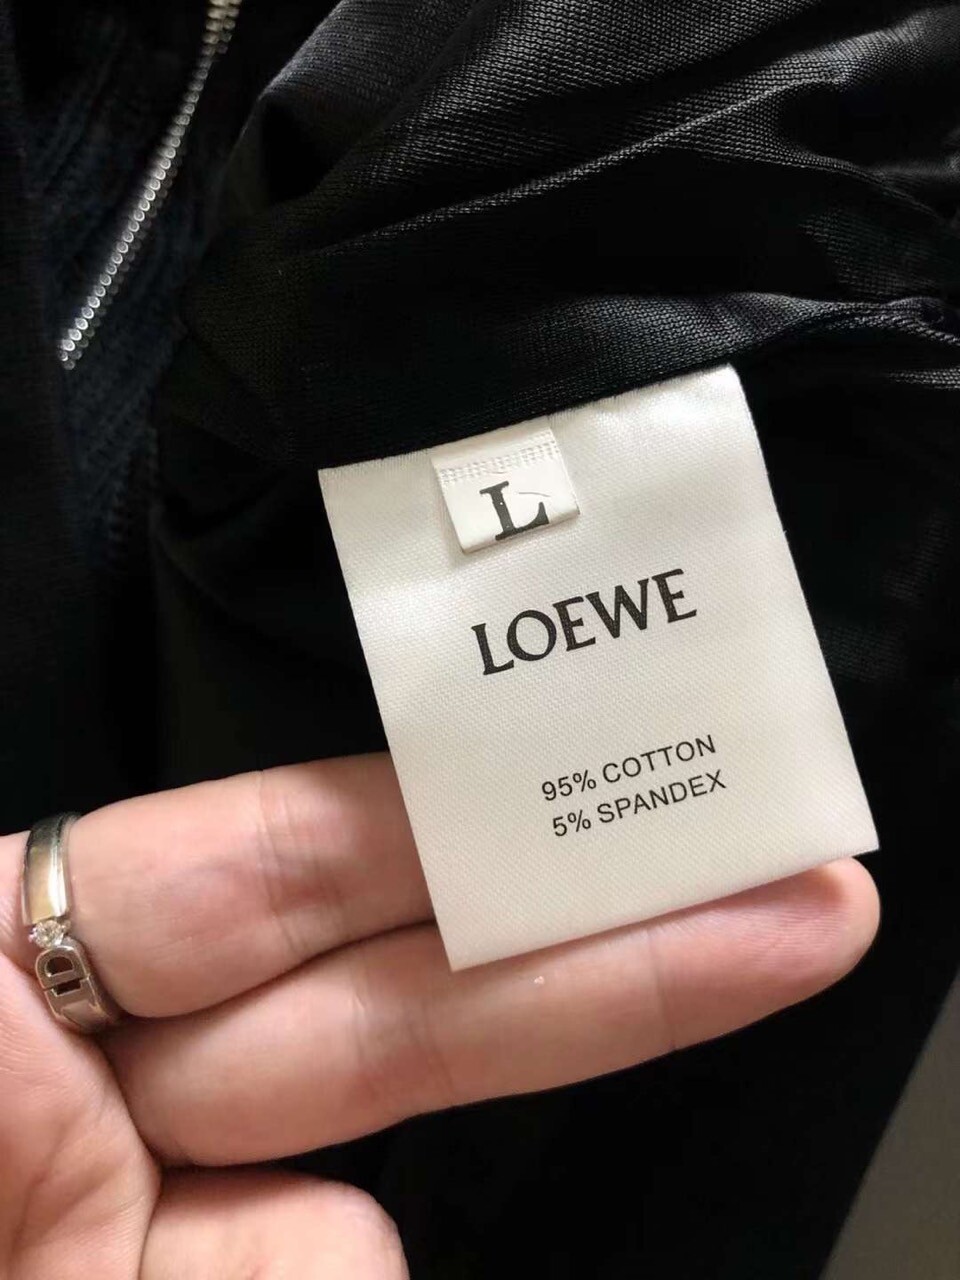 L
LOEWE
95% COTTON
5% SPANDEX